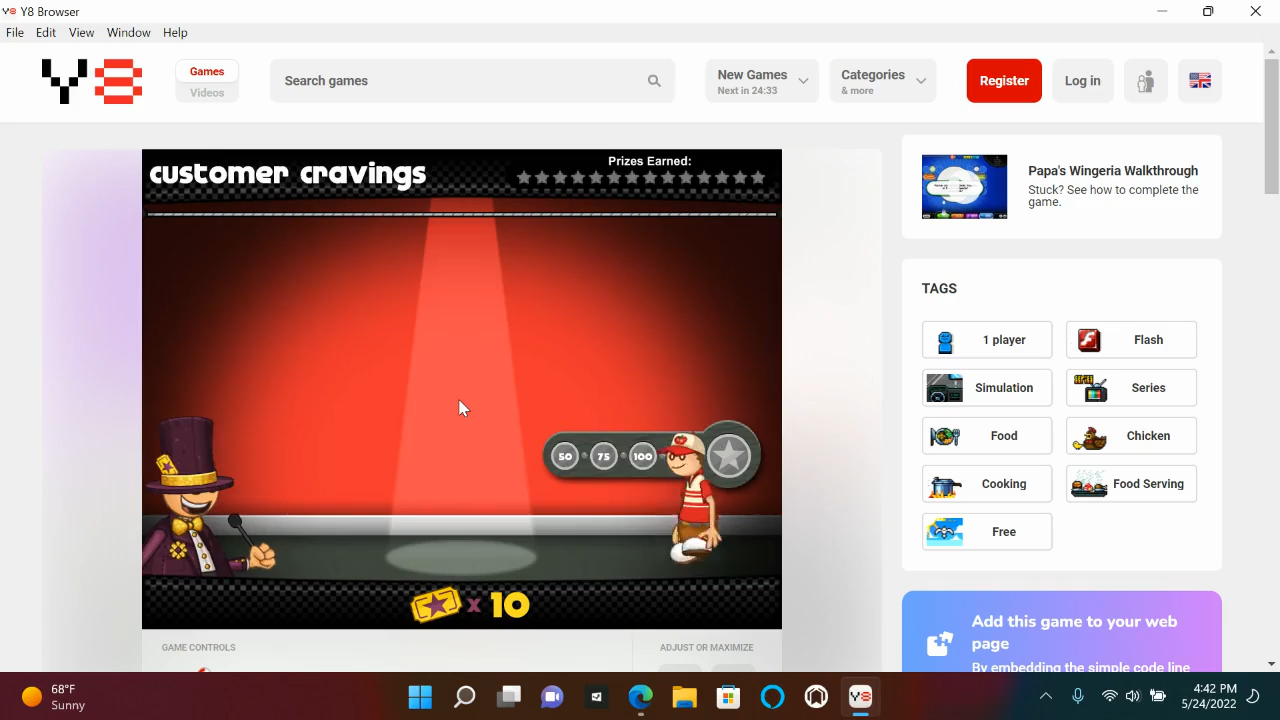 Y8 Browser
File Edit View Window Help
Y8
Games
Videos
Search games
New Games
Next in 24:33
Categories
& more
Register
Log in
customer cravings
Prizes Earned:
50 75 100
x 10
GAME CONTROLS
ADJUST OR MAXIMIZE
Papa's Wingeria Walkthrough
Stuck? See how to complete the
game.
TAGS
1 player
Flash
Simulation
Series
Food
Chicken
Cooking
Food Serving
Free
Add this game to your web
page
By embedding the simple code line
68°F
Sunny
4:42 PM
5/24/2022